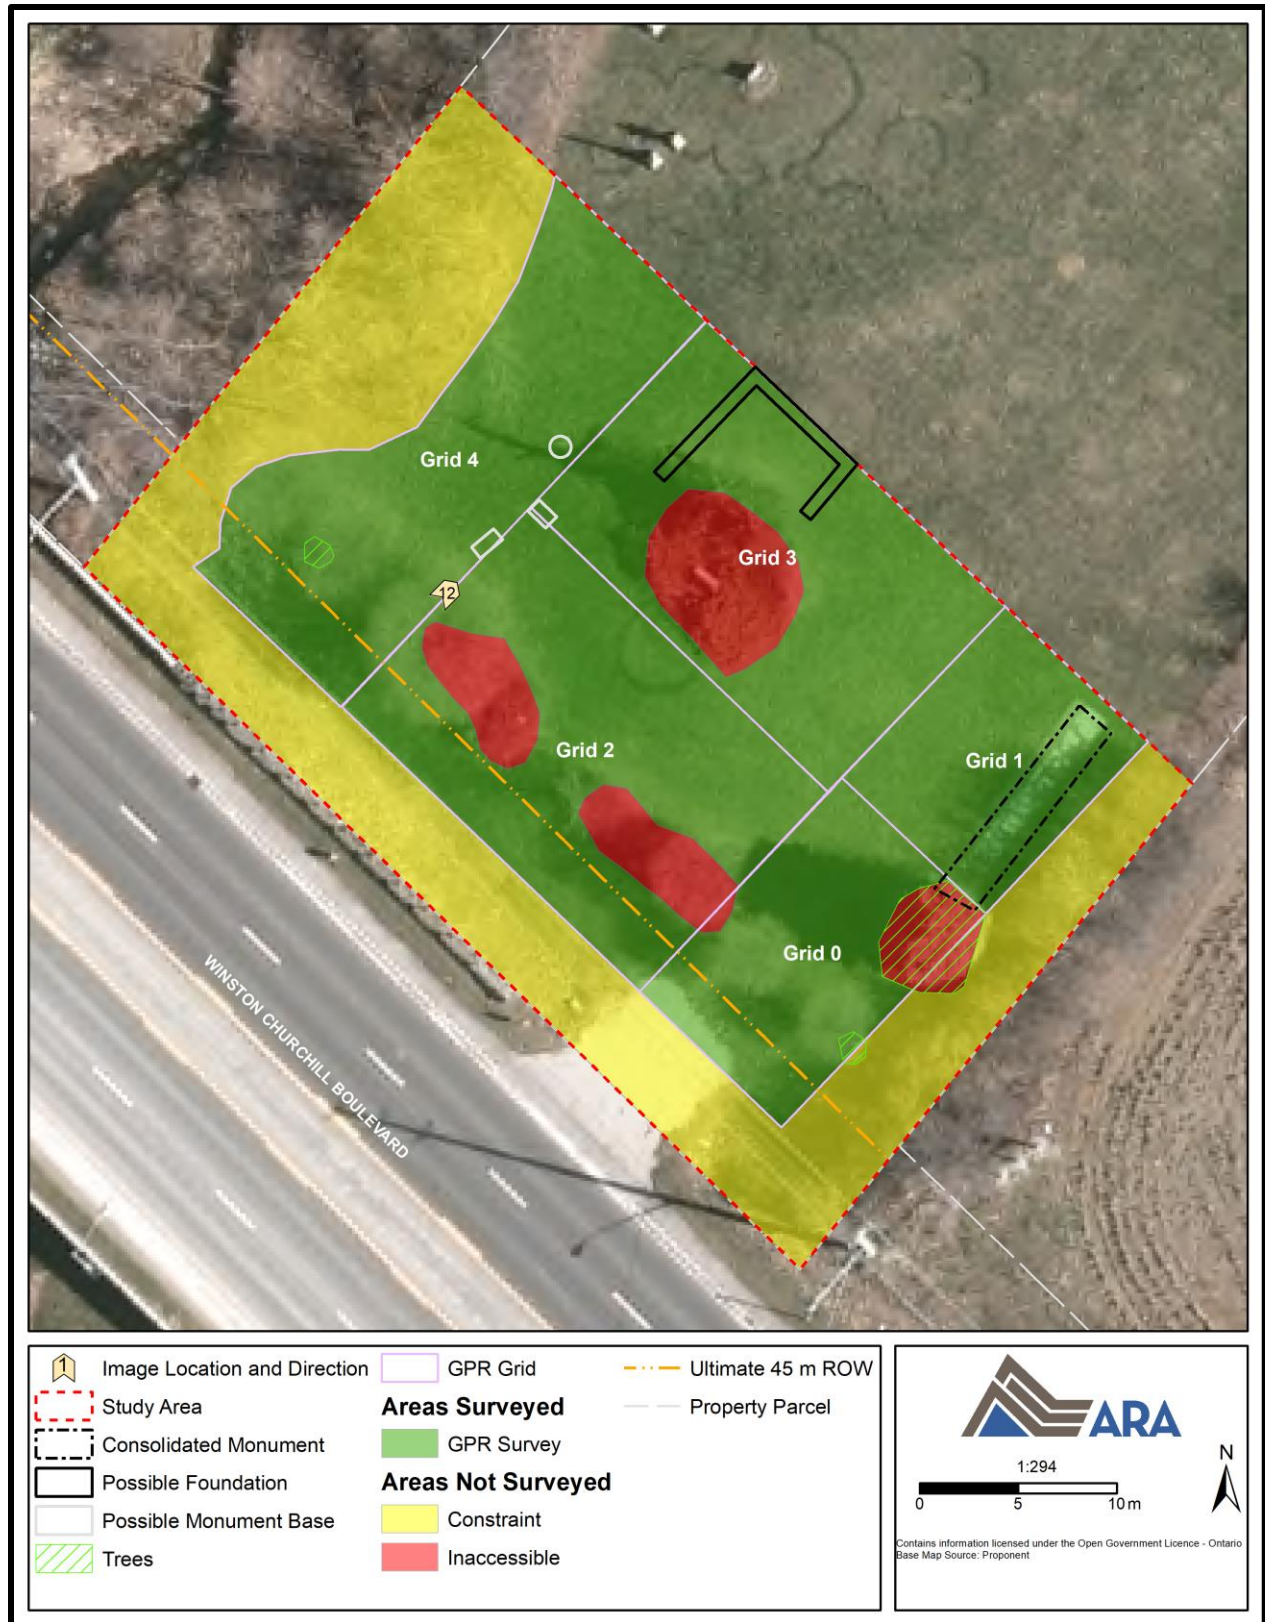 Grid 4
Grid 3
12
Grid 2
Grid 1
Grid 0
WINSTON CHURCHILL BOULEVARD
1 Image Location and Direction
Study Area
Consolidated Monument
Possible Foundation
Possible Monument Base
Trees
GPR Grid
Areas Surveyed
GPR Survey
Areas Not Surveyed
Constraint
Inaccessible
Ultimate 45 m ROW
Property Parcel
ARA
1:294
N
0 5 10 m
Contains information licensed under the Open Government Licence - Ontario
Base Map Source: Proponent